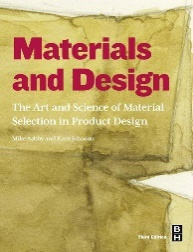 Materials
and Design
The Art and Science of Material
Selection in Product Design
Mike Ashby and Kara Johnson
Third Edition
B
H